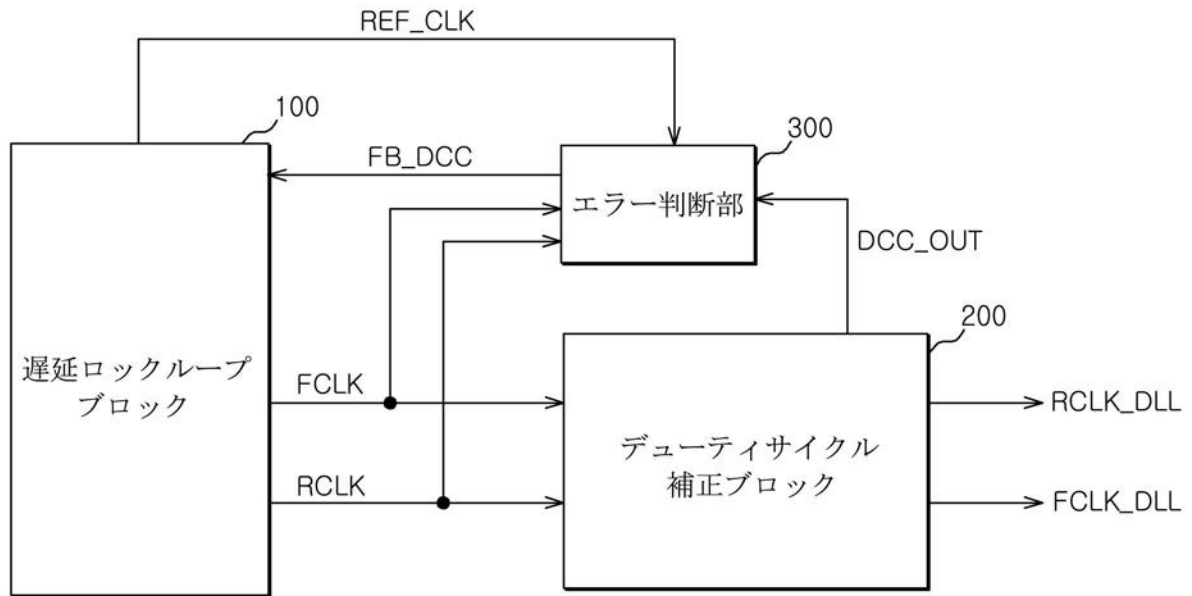 REF_CLK
100
300
FB_DCC
エラー判断部
DCC_OUT
200
遅延ロックループ
ブロック
FCLK
RCLK_DLL
デューティサイクル
補正ブロック
RCLK
FCLK_DLL